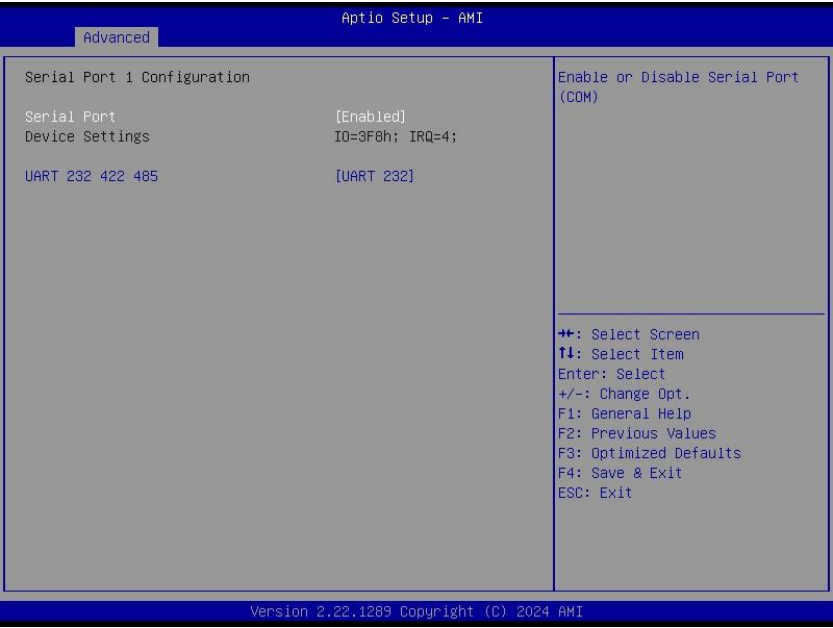 Aptio Setup - AMI
Advanced
Serial Port 1 Configuration
Serial Port [Enabled]
Device Settings IO=3F8h; IRQ=4;
UART 232 422 485 [UART 232]
Enable or Disable Serial Port
(COM)
→←: Select Screen
↑↓: Select Item
Enter: Select
+/-: Change Opt.
F1: General Help
F2: Previous Values
F3: Optimized Defaults
F4: Save & Exit
ESC: Exit
Version 2.22.1289 Copyright (C) 2024 AMI